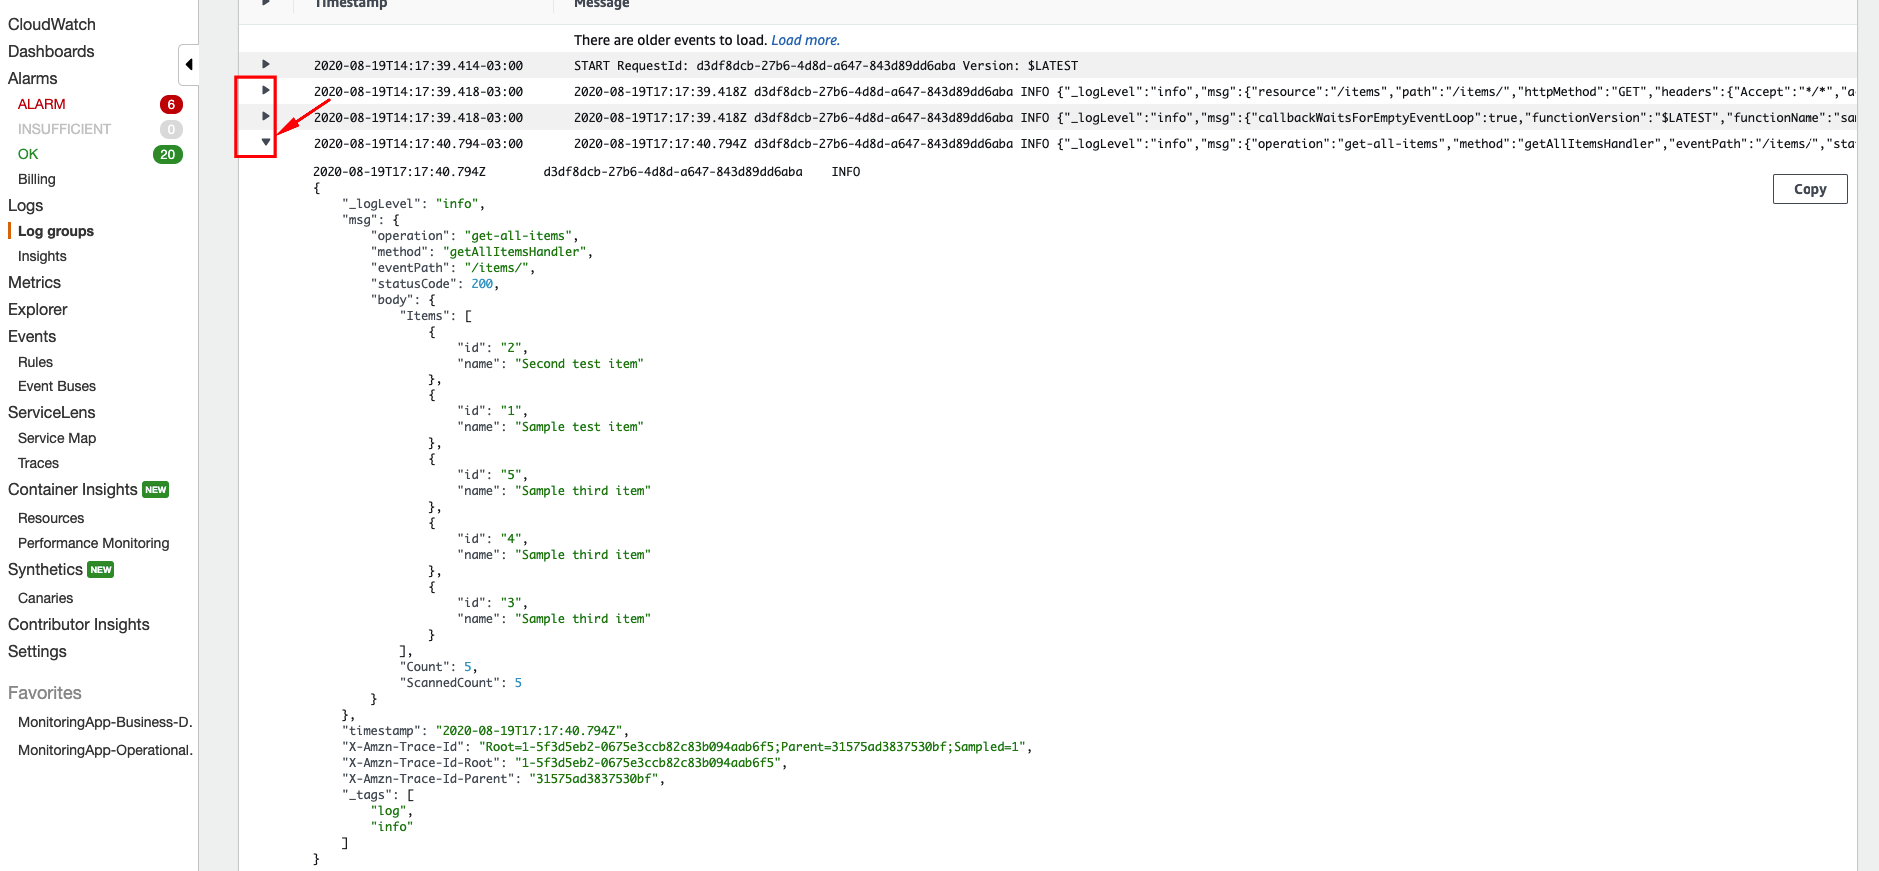 CloudWatch
Dashboards
Alarms
ALARM 6
INSUFFICIENT 0
OK 20
Billing
Logs
Log groups
Insights
Metrics
Explorer
Events
Rules
Event Buses
ServiceLens
Service Map
Traces
Container Insights NEW
Resources
Performance Monitoring
Synthetics NEW
Canaries
Contributor Insights
Settings
Favorites
MonitoringApp-Business-D.
MonitoringApp-Operational.
Timestamp Message
There are older events to load. Load more.
2020-08-19T14:17:39.414-03:00 START RequestId: d3df8dcb-27b6-4d8d-a647-843d89dd6aba Version: $LATEST
2020-08-19T14:17:39.418-03:00 2020-08-19T17:17:39.418Z d3df8dcb-27b6-4d8d-a647-843d89dd6aba INFO {"_logLevel":"info","msg":{"resource":"/items","path":"/items/","httpMethod":"GET","headers":{"Accept":"*/*","a
2020-08-19T14:17:39.418-03:00 2020-08-19T17:17:39.418Z d3df8dcb-27b6-4d8d-a647-843d89dd6aba INFO {"_logLevel":"info","msg":{"callbackWaitsForEmptyEventLoop":true,"functionVersion":"$LATEST","functionName":"sam
2020-08-19T14:17:40.794-03:00 2020-08-19T17:17:40.794Z d3df8dcb-27b6-4d8d-a647-843d89dd6aba INFO {"_logLevel":"info","msg":{"operation":"get-all-items","method":"getAllItemsHandler","eventPath":"/items/","sta
2020-08-19T17:17:40.794Z d3df8dcb-27b6-4d8d-a647-843d89dd6aba INFO
Copy
{
"_logLevel": "info",
"msg": {
"operation": "get-all-items",
"method": "getAllItemsHandler",
"eventPath": "/items/",
"statusCode": 200,
"body": {
"Items": [
{
"id": "2",
"name": "Second test item"
},
{
"id": "1",
"name": "Sample test item"
},
{
"id": "5",
"name": "Sample third item"
},
{
"id": "4",
"name": "Sample third item"
},
{
"id": "3",
"name": "Sample third item"
}
],
"Count": 5,
"ScannedCount": 5
}
},
"timestamp": "2020-08-19T17:17:40.794Z",
"X-Amzn-Trace-Id": "Root=1-5f3d5eb2-0675e3ccb82c83b094aab6f5;Parent=31575ad3837530bf;Sampled=1",
"X-Amzn-Trace-Id-Root": "1-5f3d5eb2-0675e3ccb82c83b094aab6f5",
"X-Amzn-Trace-Id-Parent": "31575ad3837530bf",
"_tags": [
"log",
"info"
]
}